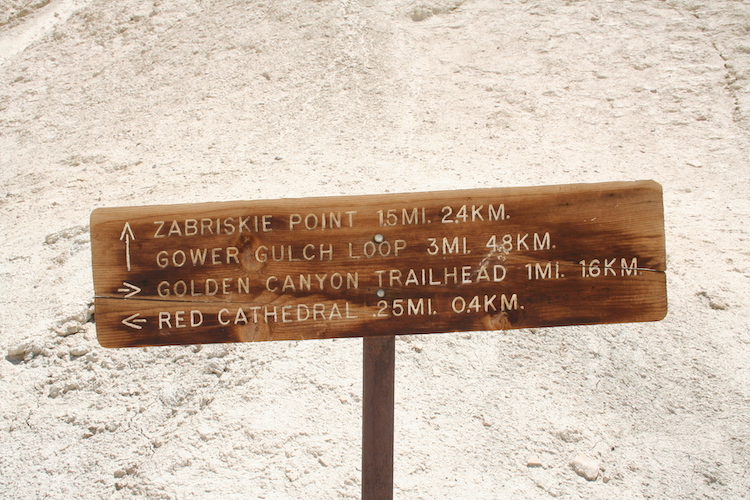 ↑ ZABRISKIE POINT 1.5MI. 2.4KM.
GOWER GULCH LOOP 3MI. 4.8KM.
→ GOLDEN CANYON TRAILHEAD 1MI. 1.6KM
← RED CATHEDRAL .25MI. 0.4KM.